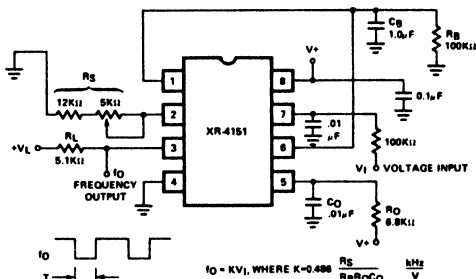 CB
1.0μF
RB
100KΩ
V+
RS
12KΩ 5KΩ
1
8
0.1μF
XR-4151
2
7
.01
μF
RL
+VL
5.1KΩ
3
6
100KΩ
fO
FREQUENCY
OUTPUT
VI VOLTAGE INPUT
4
5
CO
.01μF
RO
6.8KΩ
V+
fO
T
fO = KVI, WHERE K=0.486 RS / RBROCO kHz / V